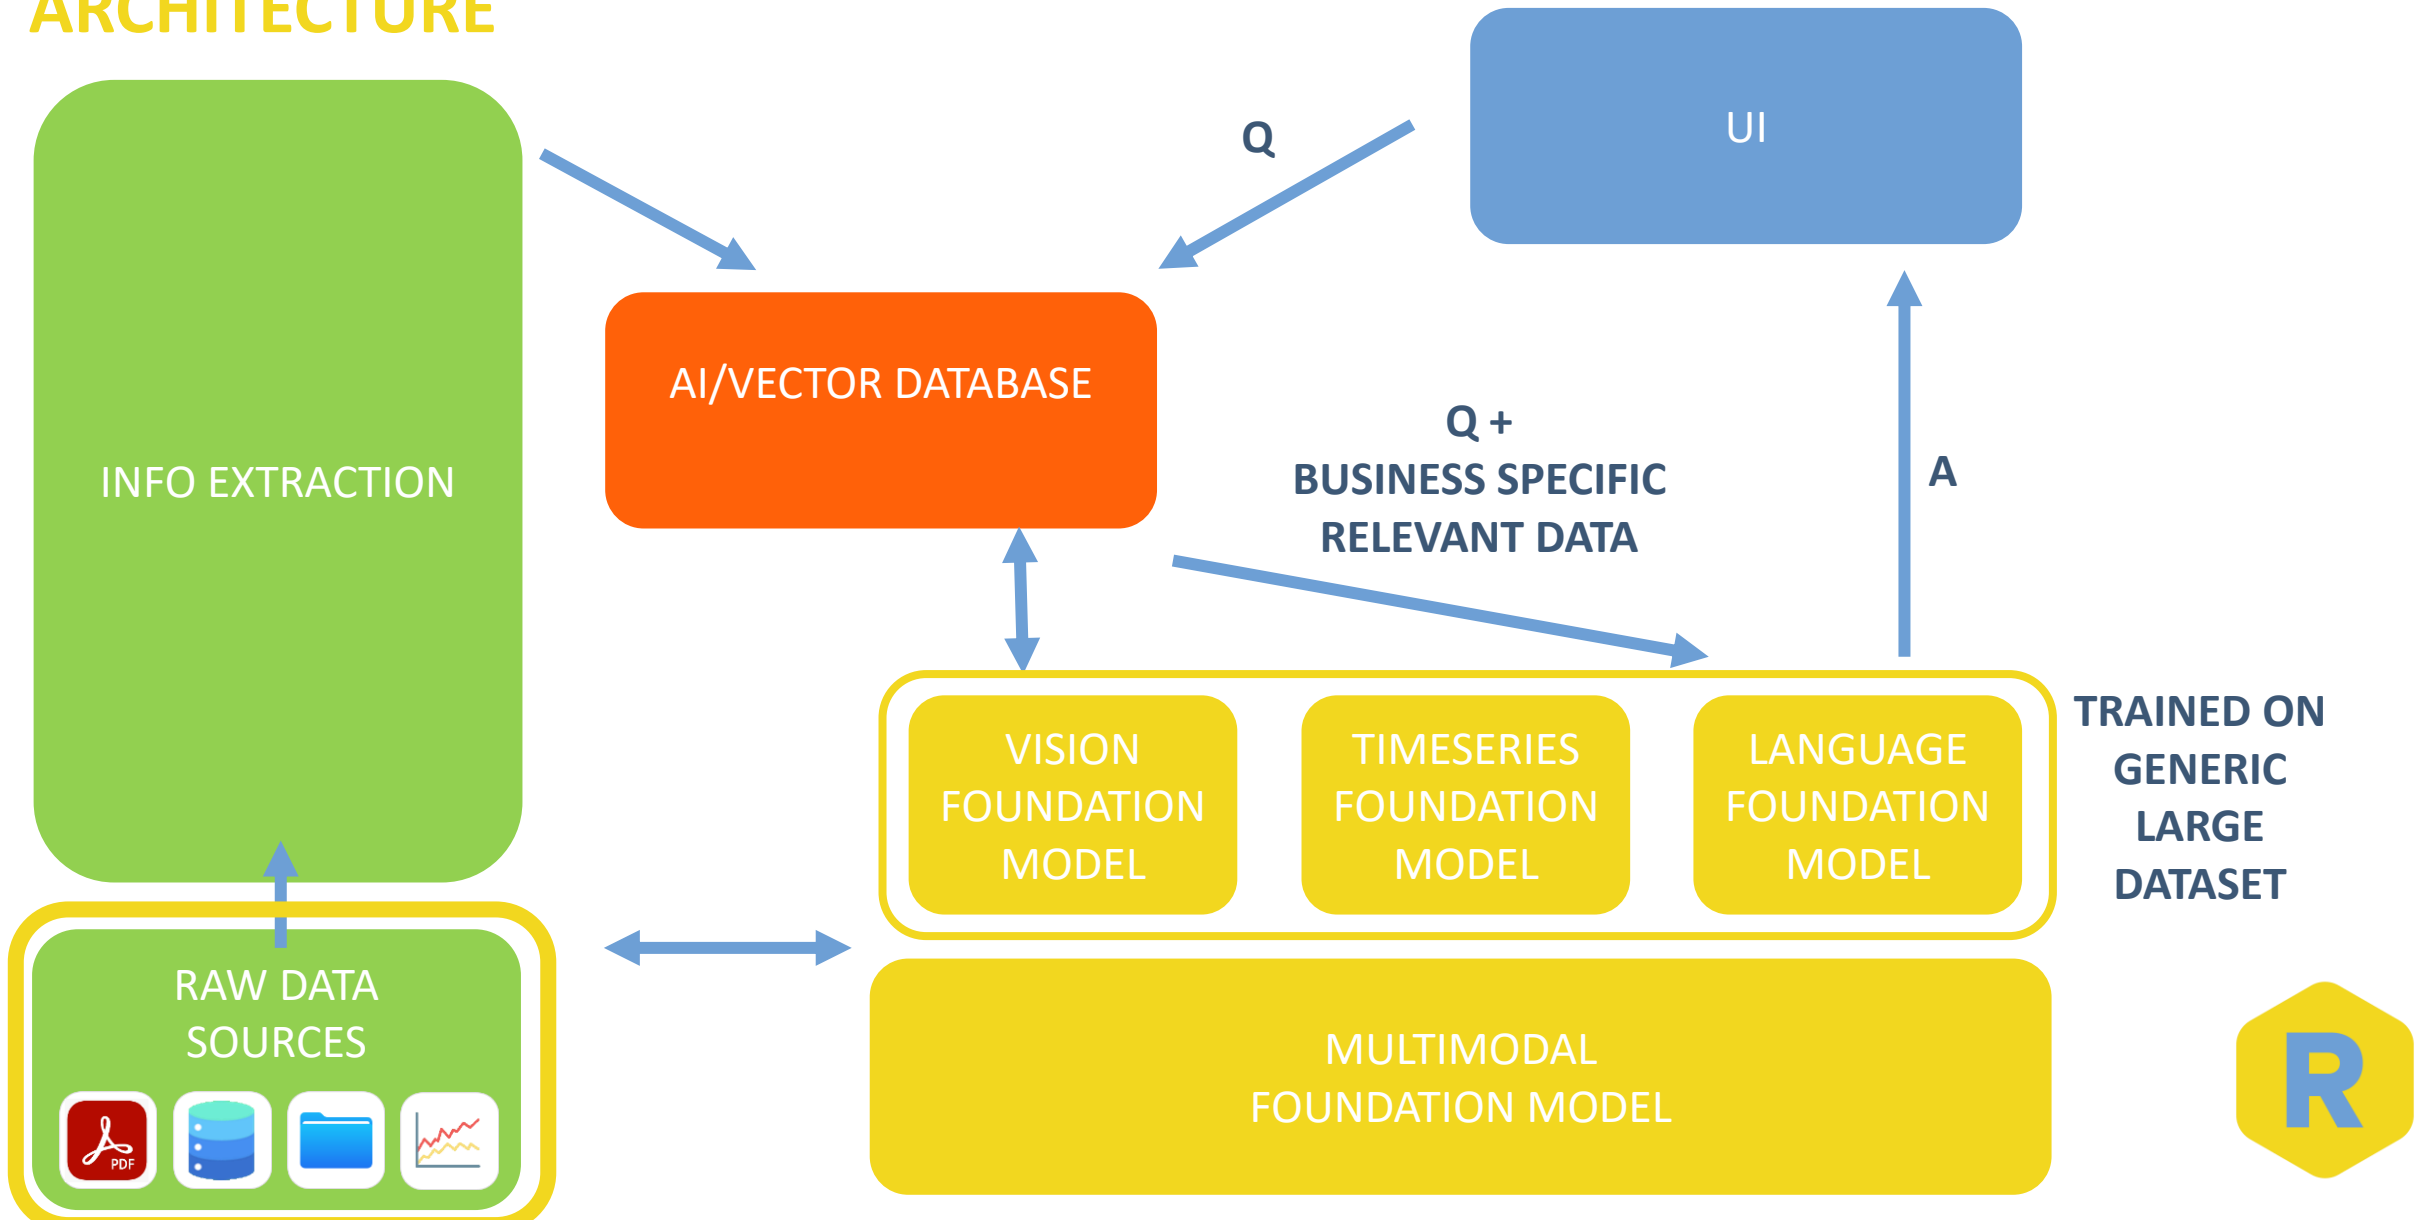 ARCHITECTURE
UI
Q
AI/VECTOR DATABASE
INFO EXTRACTION
Q +
BUSINESS SPECIFIC
RELEVANT DATA
A
VISION
FOUNDATION
MODEL
TIMESERIES
FOUNDATION
MODEL
LANGUAGE
FOUNDATION
MODEL
TRAINED ON
GENERIC
LARGE
DATASET
RAW DATA
SOURCES
PDF
MULTIMODAL
FOUNDATION MODEL
R